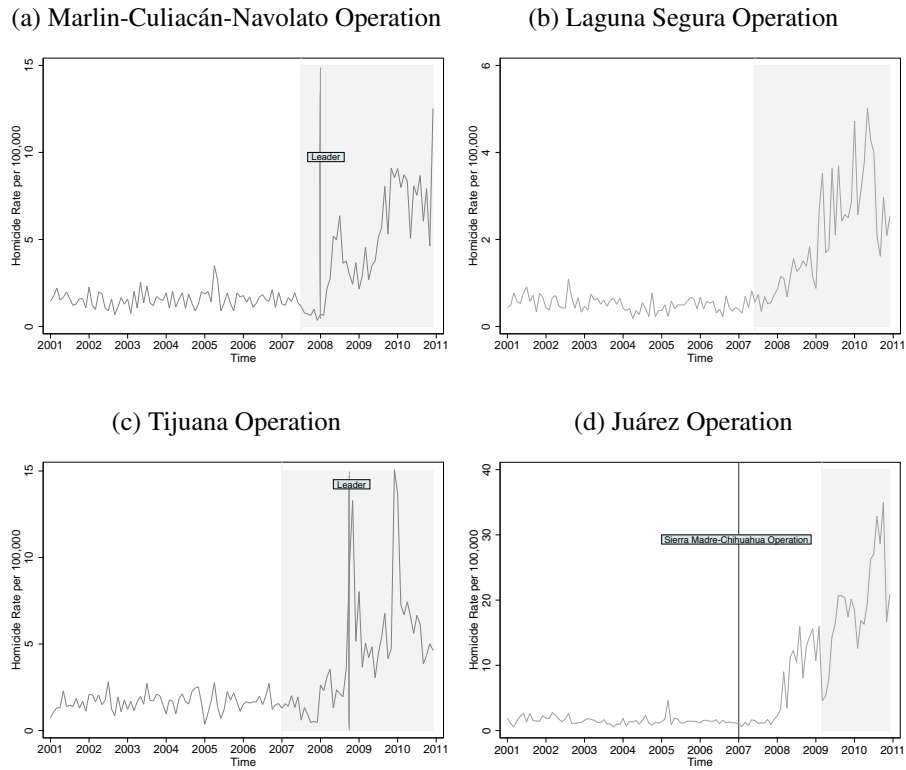 (a) Marlin-Culiacán-Navolato Operation
Homicide Rate per 100,000
15
10
5
0
Leader
2001 2002 2003 2004 2005 2006 2007 2008 2009 2010 2011
Time
(b) Laguna Segura Operation
Homicide Rate per 100,000
6
4
2
0
2001 2002 2003 2004 2005 2006 2007 2008 2009 2010 2011
Time
(c) Tijuana Operation
Homicide Rate per 100,000
15
10
5
0
Leader
2001 2002 2003 2004 2005 2006 2007 2008 2009 2010 2011
Time
(d) Juárez Operation
Homicide Rate per 100,000
40
30
20
10
0
Sierra Madre-Chihuahua Operation
2001 2002 2003 2004 2005 2006 2007 2008 2009 2010 2011
Time